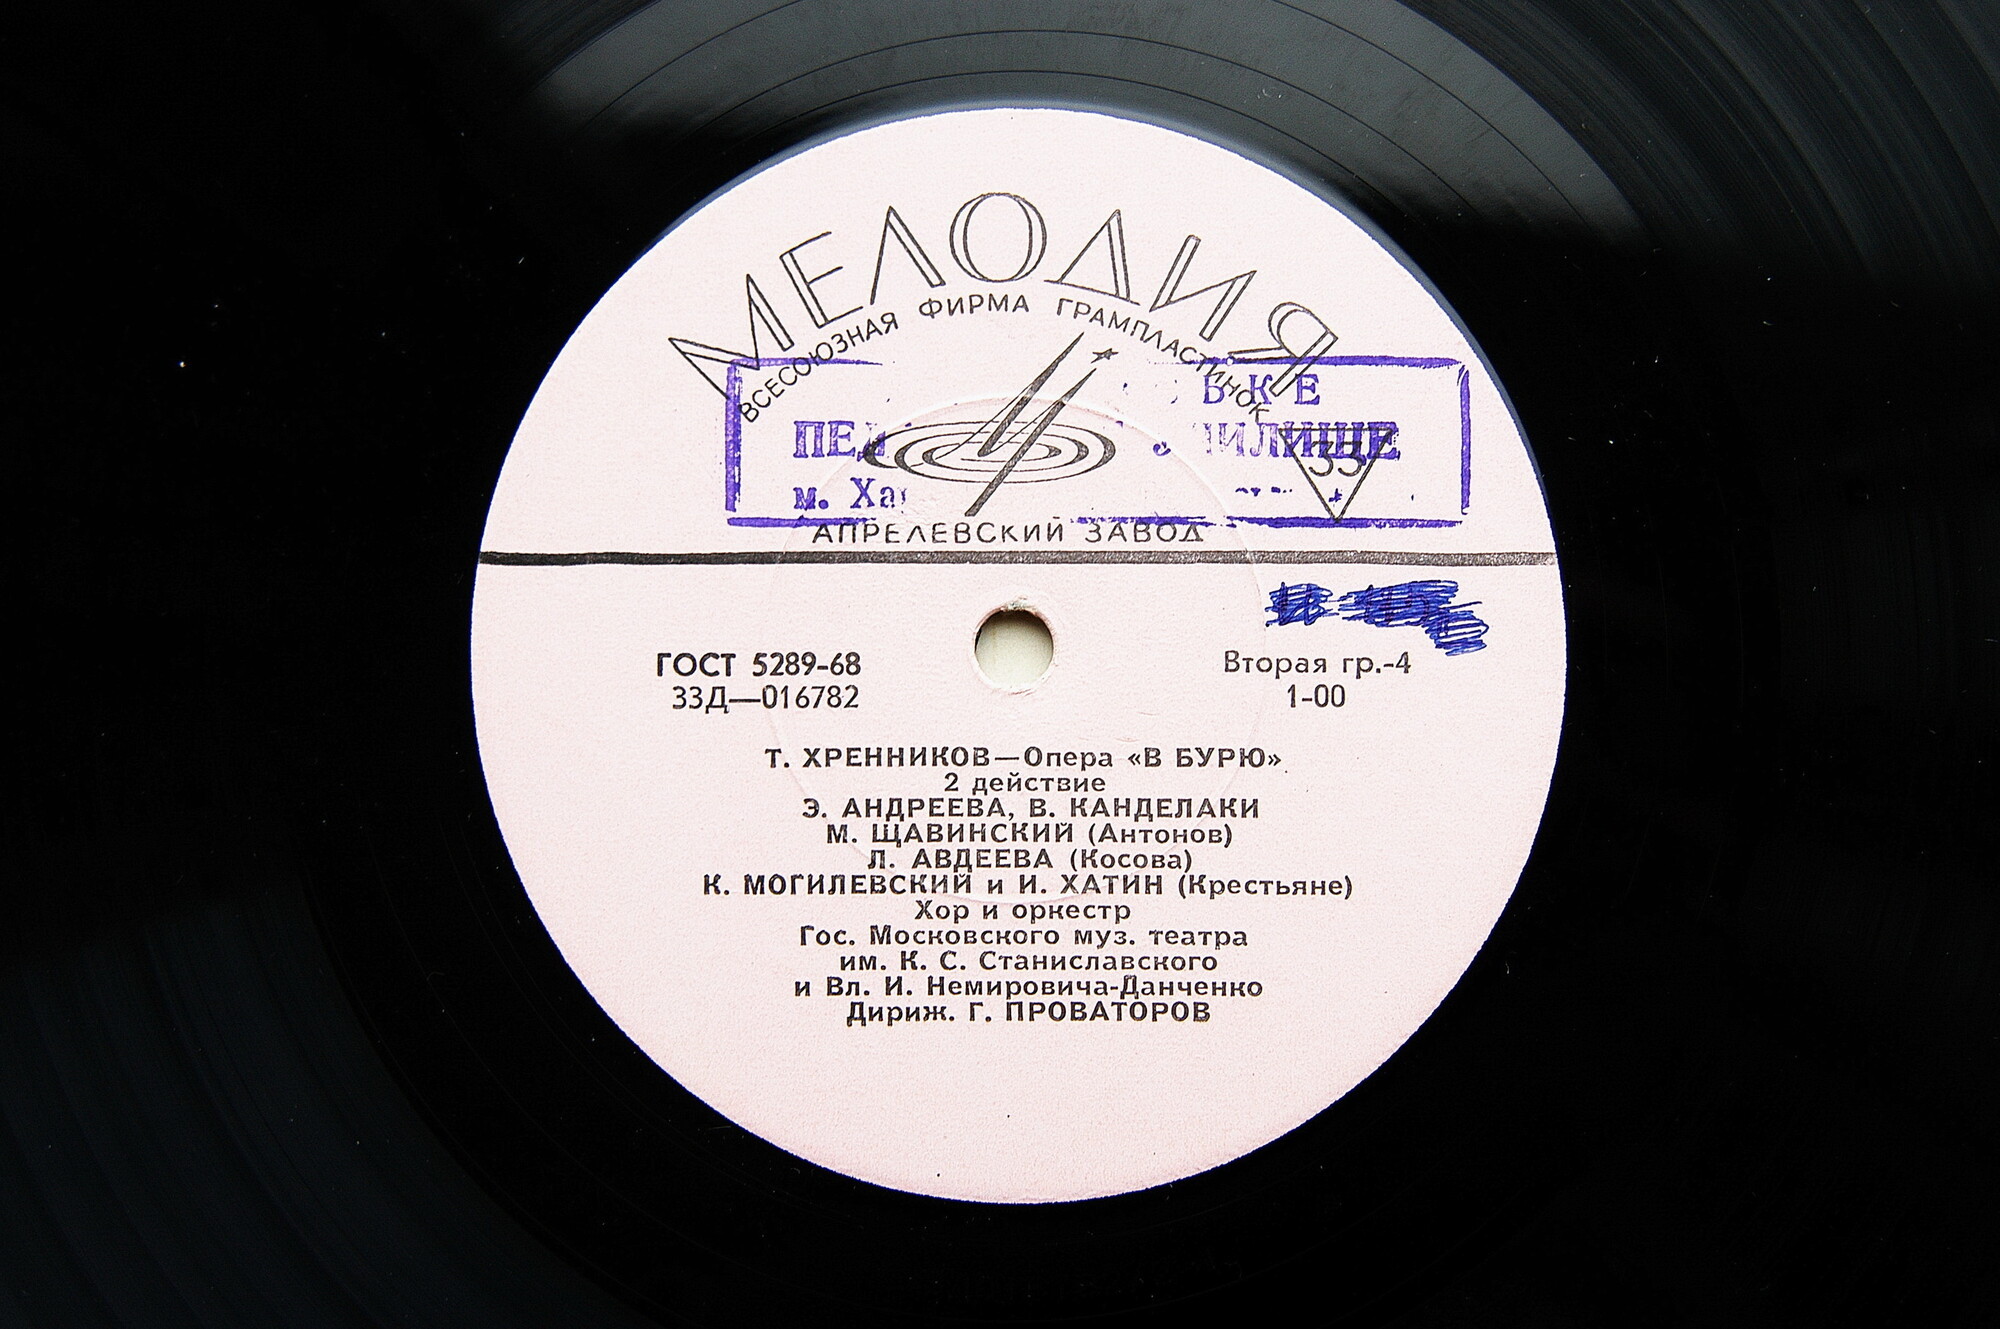 МЕЛОДИЯ
ВСЕСОЮЗНАЯ ФИРМА ГРАМПЛАСТИНОК
33
АПРЕЛЕВСКИЙ ЗАВОД
ГОСТ 5289-68
33Д—016782
Вторая гр.-4
1-00
Т. ХРЕННИКОВ—Опера «В БУРЮ»
2 действие
Э. АНДРЕЕВА, В. КАНДЕЛАКИ
М. ЩАВИНСКИЙ (Антонов)
Л. АВДЕЕВА (Косова)
К. МОГИЛЕВСКИЙ и И. ХАТИН (Крестьяне)
Хор и оркестр
Гос. Московского муз. театра
им. К. С. Станиславского
и Вл. И. Немировича-Данченко
Дириж. Г. ПРОВАТОРОВ